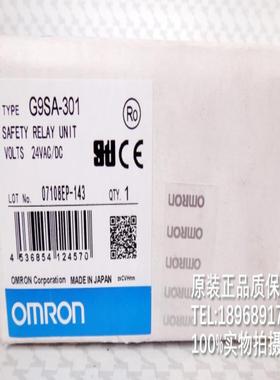 TYPE G9SA-301
SAFETY RELAY UNIT
VOLTS 24VAC/DC
Ro
CE
LOT No. 07108EP-143 QTY. 1
4 536854 124570
OMRON Corporation MADE IN JAPAN
OMRON
OMRON
OMRON
原装正品质保
TEL:1896891
100%实物拍摄